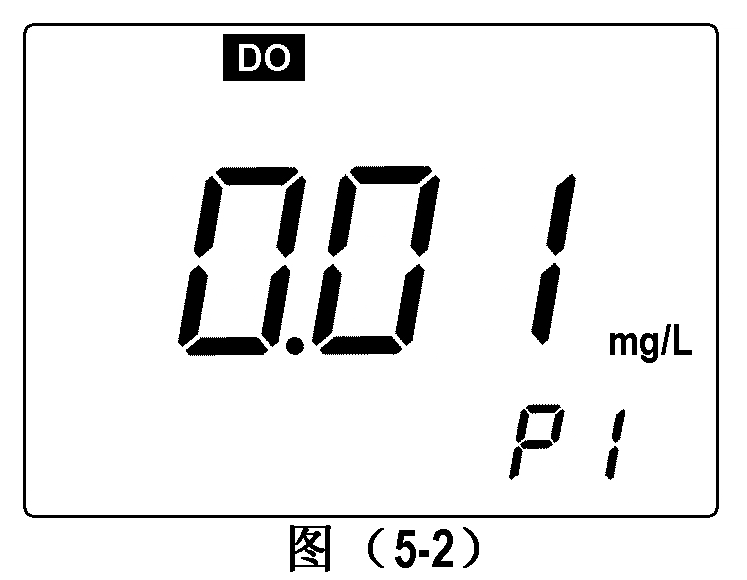 DO
0.01
mg/L
P1
图（5-2）